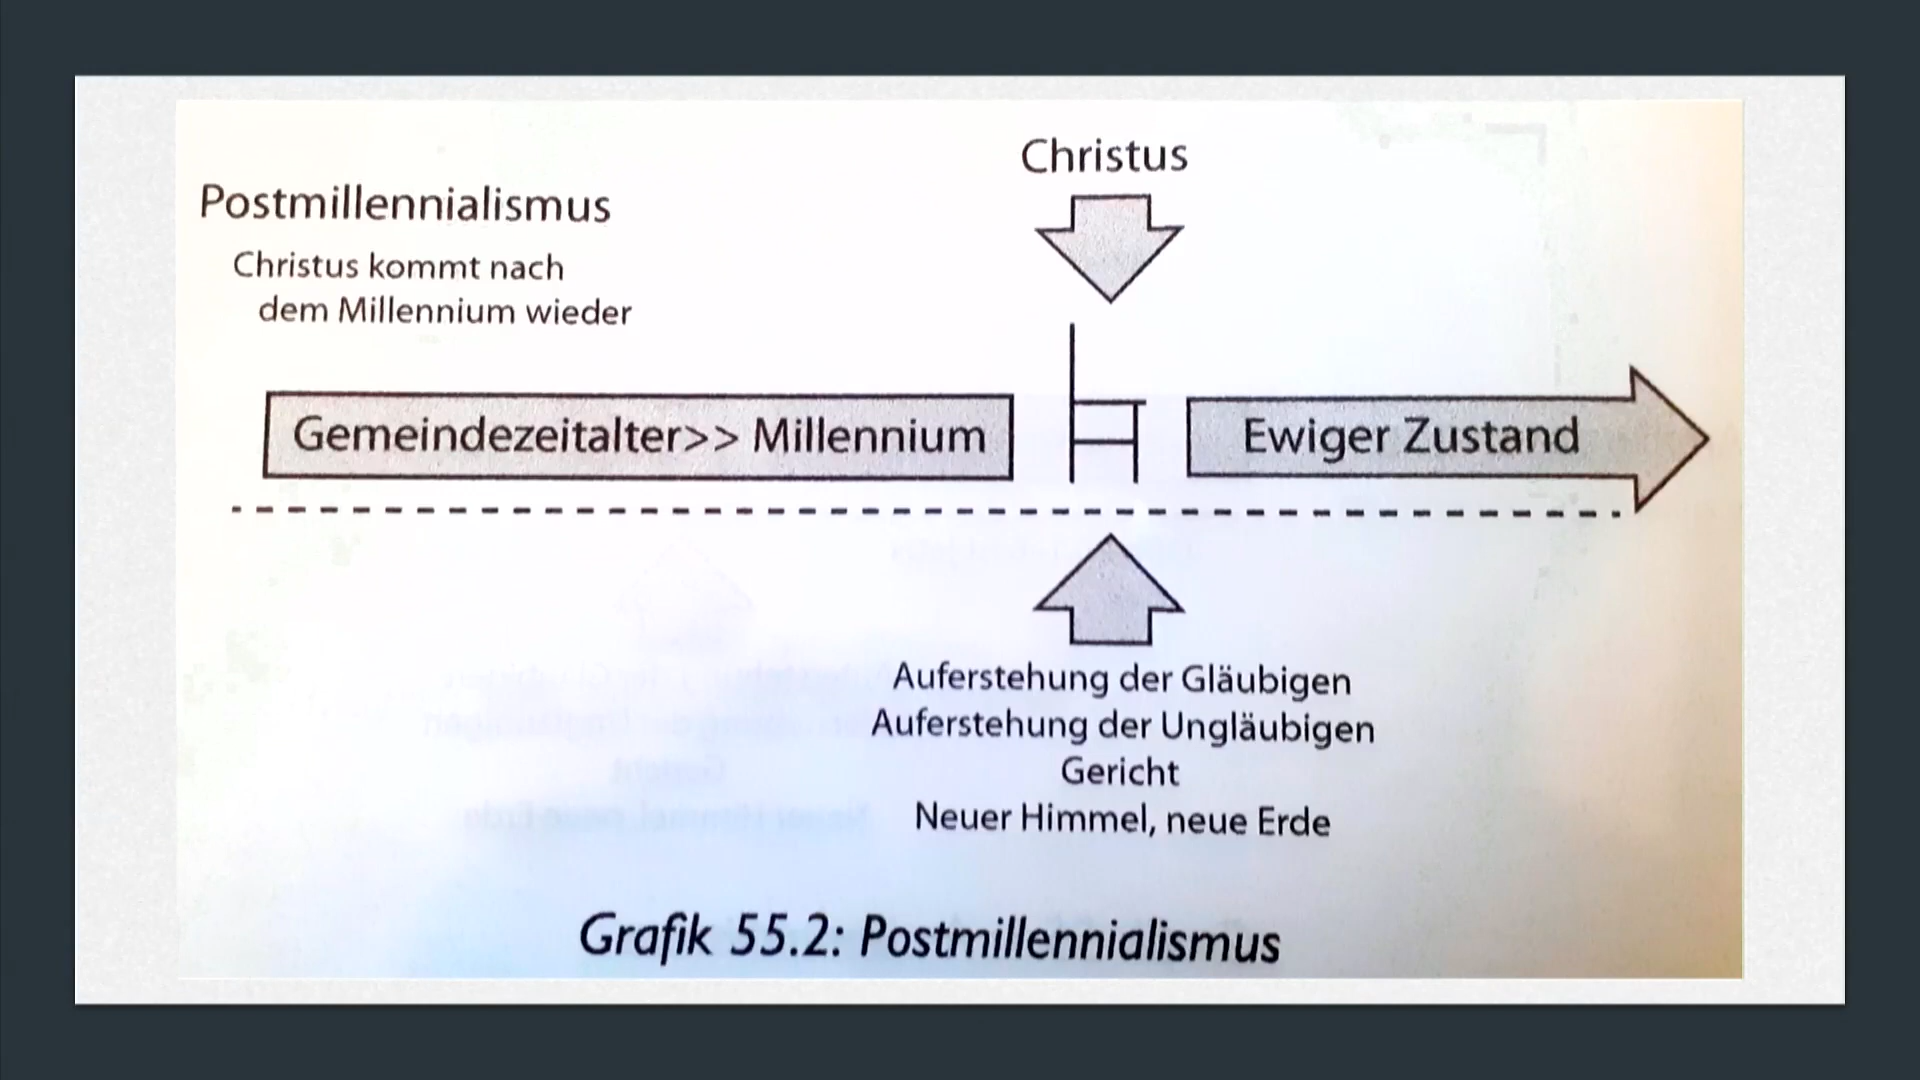 Christus
Postmillennialismus
Christus kommt nach
dem Millennium wieder
Gemeindezeitalter>> Millennium
Ewiger Zustand
Auferstehung der Gläubigen
Auferstehung der Ungläubigen
Gericht
Neuer Himmel, neue Erde
Grafik 55.2: Postmillennialismus